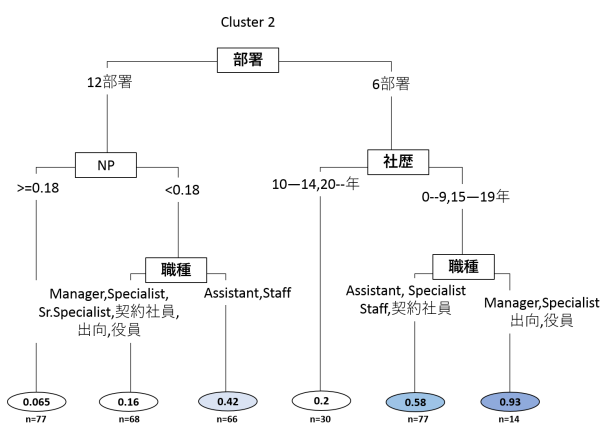 Cluster 2
部署
12部署
6部署
NP
社歴
>=0.18
<0.18
10―14,20--年
0--9,15―19年
職種
職種
Manager,Specialist,
Sr.Specialist,契約社員,
出向,役員
Assistant,Staff
Assistant, Specialist
Staff,契約社員
Manager,Specialist
出向,役員
0.065
0.16
0.42
0.2
0.58
0.93
n=77
n=68
n=66
n=30
n=77
n=14